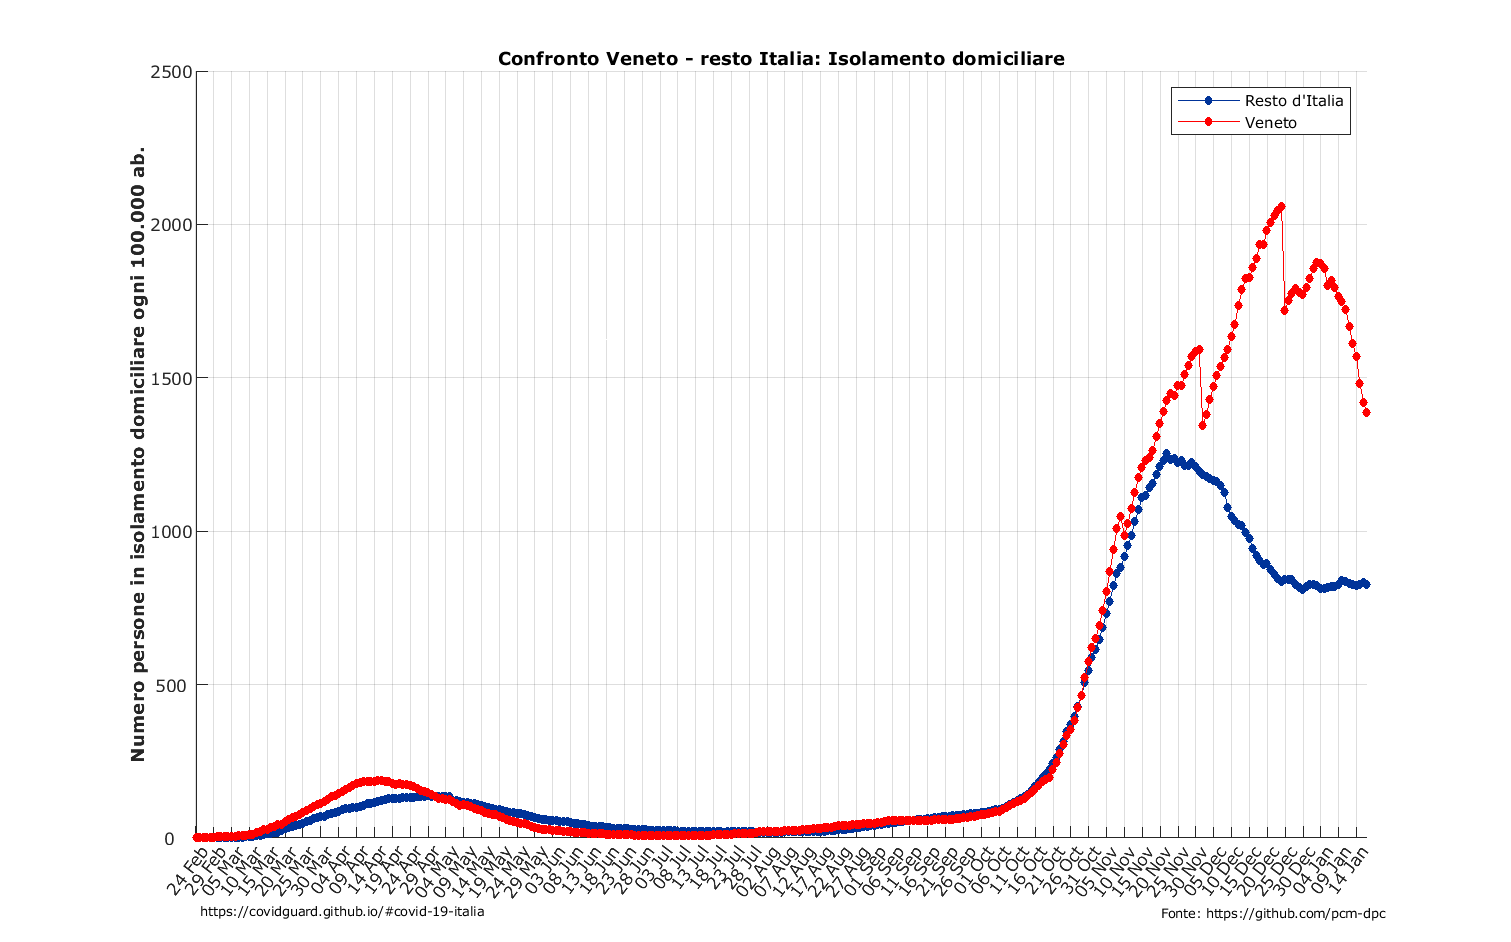 Confronto Veneto - resto Italia: Isolamento domiciliare
Numero persone in isolamento domiciliare ogni 100.000 ab.
2500
2000
1500
1000
500
0
Resto d'Italia
Veneto
24 Feb
29 Feb
05 Mar
10 Mar
15 Mar
20 Mar
25 Mar
30 Mar
04 Apr
09 Apr
14 Apr
19 Apr
24 Apr
29 Apr
04 May
09 May
14 May
19 May
24 May
29 May
03 Jun
08 Jun
13 Jun
18 Jun
23 Jun
28 Jun
03 Jul
08 Jul
13 Jul
18 Jul
23 Jul
28 Jul
02 Aug
07 Aug
12 Aug
17 Aug
22 Aug
27 Aug
01 Sep
06 Sep
11 Sep
16 Sep
21 Sep
26 Sep
01 Oct
06 Oct
11 Oct
16 Oct
21 Oct
26 Oct
31 Oct
05 Nov
10 Nov
15 Nov
20 Nov
25 Nov
30 Nov
05 Dec
10 Dec
15 Dec
20 Dec
25 Dec
30 Dec
04 Jan
09 Jan
14 Jan
https://covidguard.github.io/#covid-19-italia
Fonte: https://github.com/pcm-dpc